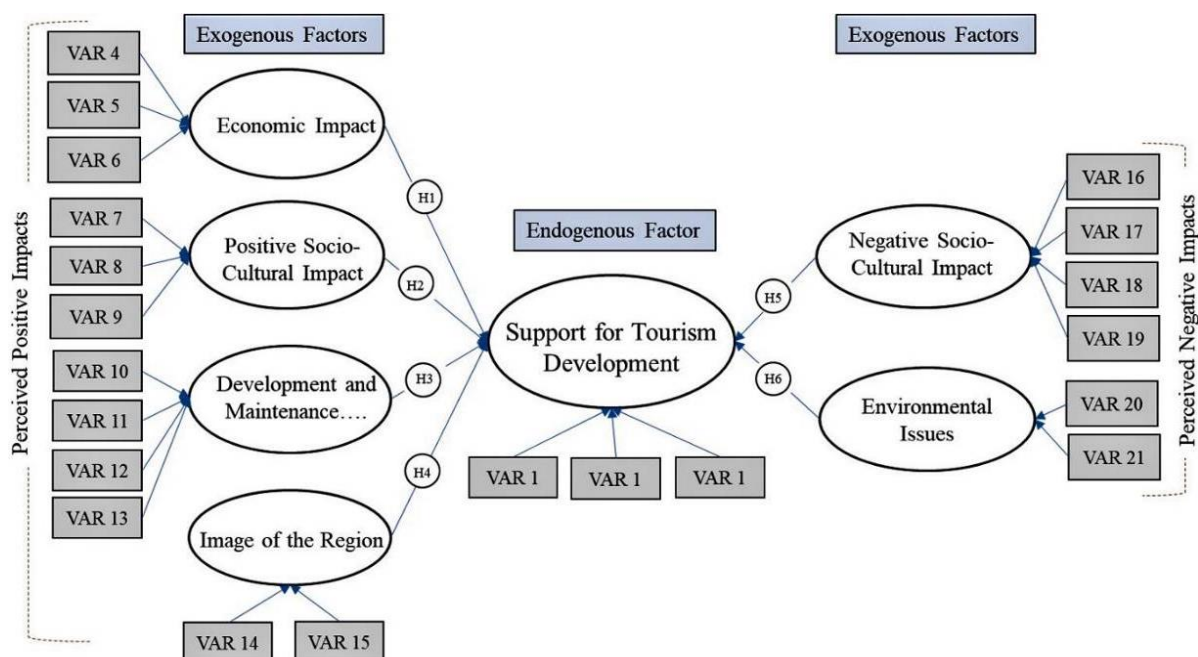 Exogenous Factors
Exogenous Factors
Perceived Positive Impacts
VAR 4
VAR 5
VAR 6
VAR 7
VAR 8
VAR 9
VAR 10
VAR 11
VAR 12
VAR 13
Economic Impact
Positive Socio-
Cultural Impact
Development and
Maintenance….
Image of the Region
VAR 14
VAR 15
H1
H2
H3
H4
Endogenous Factor
Support for Tourism
Development
VAR 1
VAR 1
VAR 1
H5
H6
Negative Socio-
Cultural Impact
Environmental
Issues
VAR 16
VAR 17
VAR 18
VAR 19
VAR 20
VAR 21
Perceived Negative Impacts